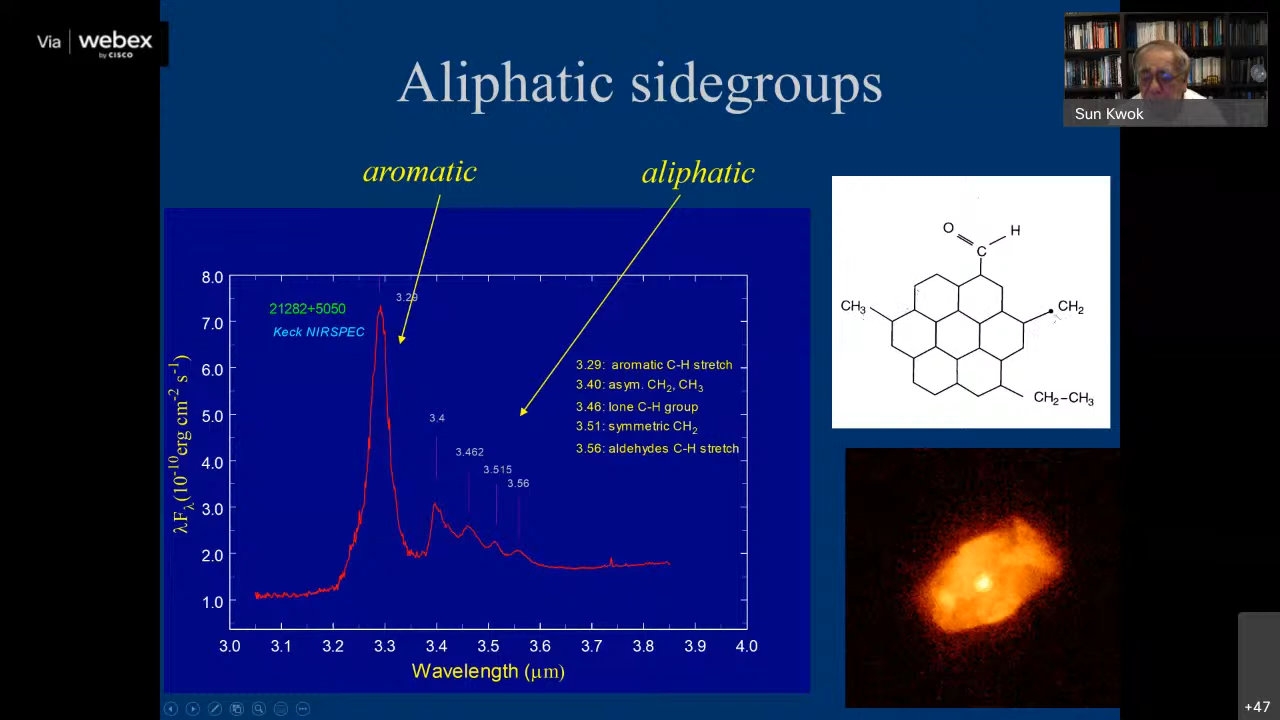 Via | webex
by CISCO
Sun Kwok
Aliphatic sidegroups
aromatic
aliphatic
8.0
7.0
6.0
5.0
4.0
3.0
2.0
1.0
λFλ(10⁻¹⁰erg cm⁻² s⁻¹)
21282+5050
Keck NIRSPEC
3.29
3.4
3.462
3.515
3.56
3.29: aromatic C-H stretch
3.40: asym. CH₂, CH₃
3.46: lone C-H group
3.51: symmetric CH₂
3.56: aldehydes C-H stretch
3.0 3.1 3.2 3.3 3.4 3.5 3.6 3.7 3.8 3.9 4.0
Wavelength (μm)
O H
C
CH₃
CH₂
CH₂-CH₃
+47